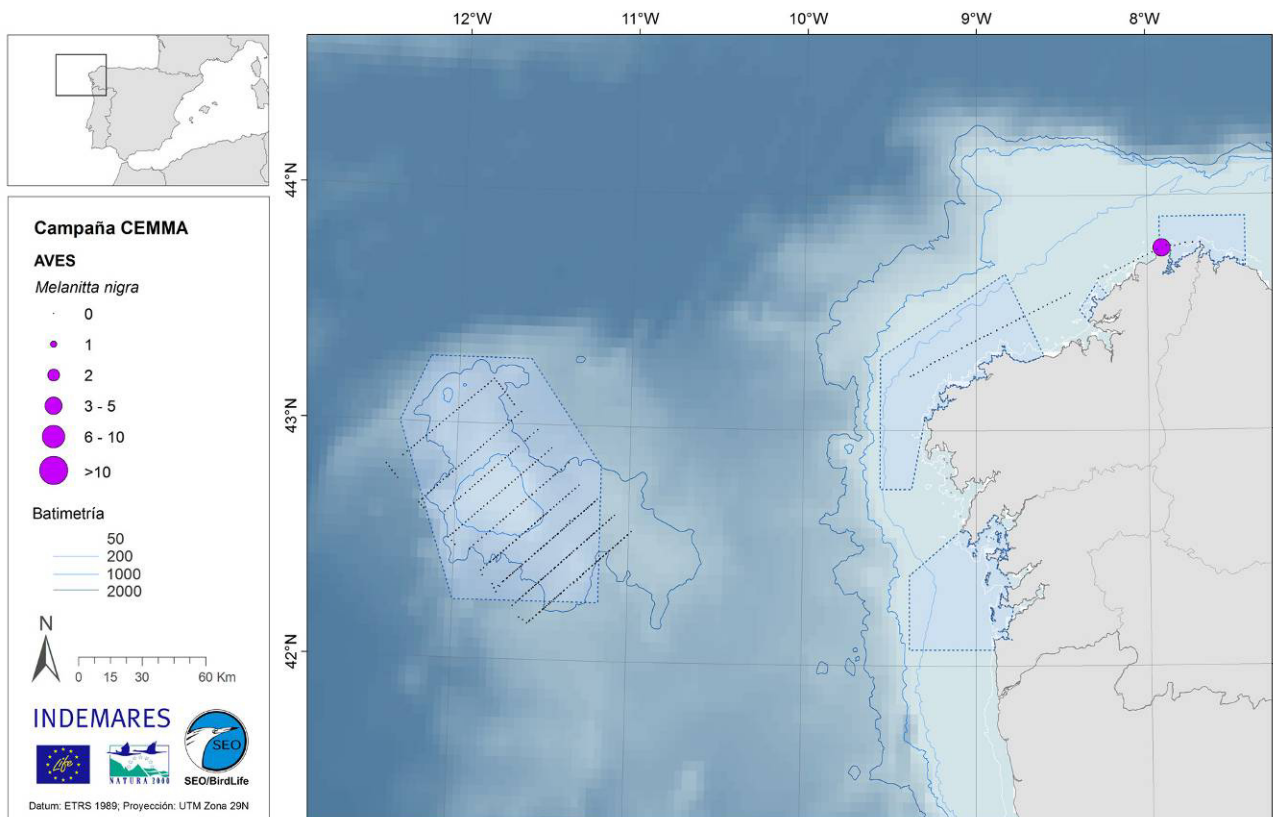 12°W 11°W 10°W 9°W 8°W
44°N
43°N
42°N
Campaña CEMMA
AVES
Melanitta nigra
0
1
2
3 - 5
6 - 10
>10
Batimetría
50
200
1000
2000
N
0 15 30 60 Km
INDEMARES
Life
NATURA 2000
SEO
SEO/BirdLife
Datum: ETRS 1989; Proyección: UTM Zona 29N